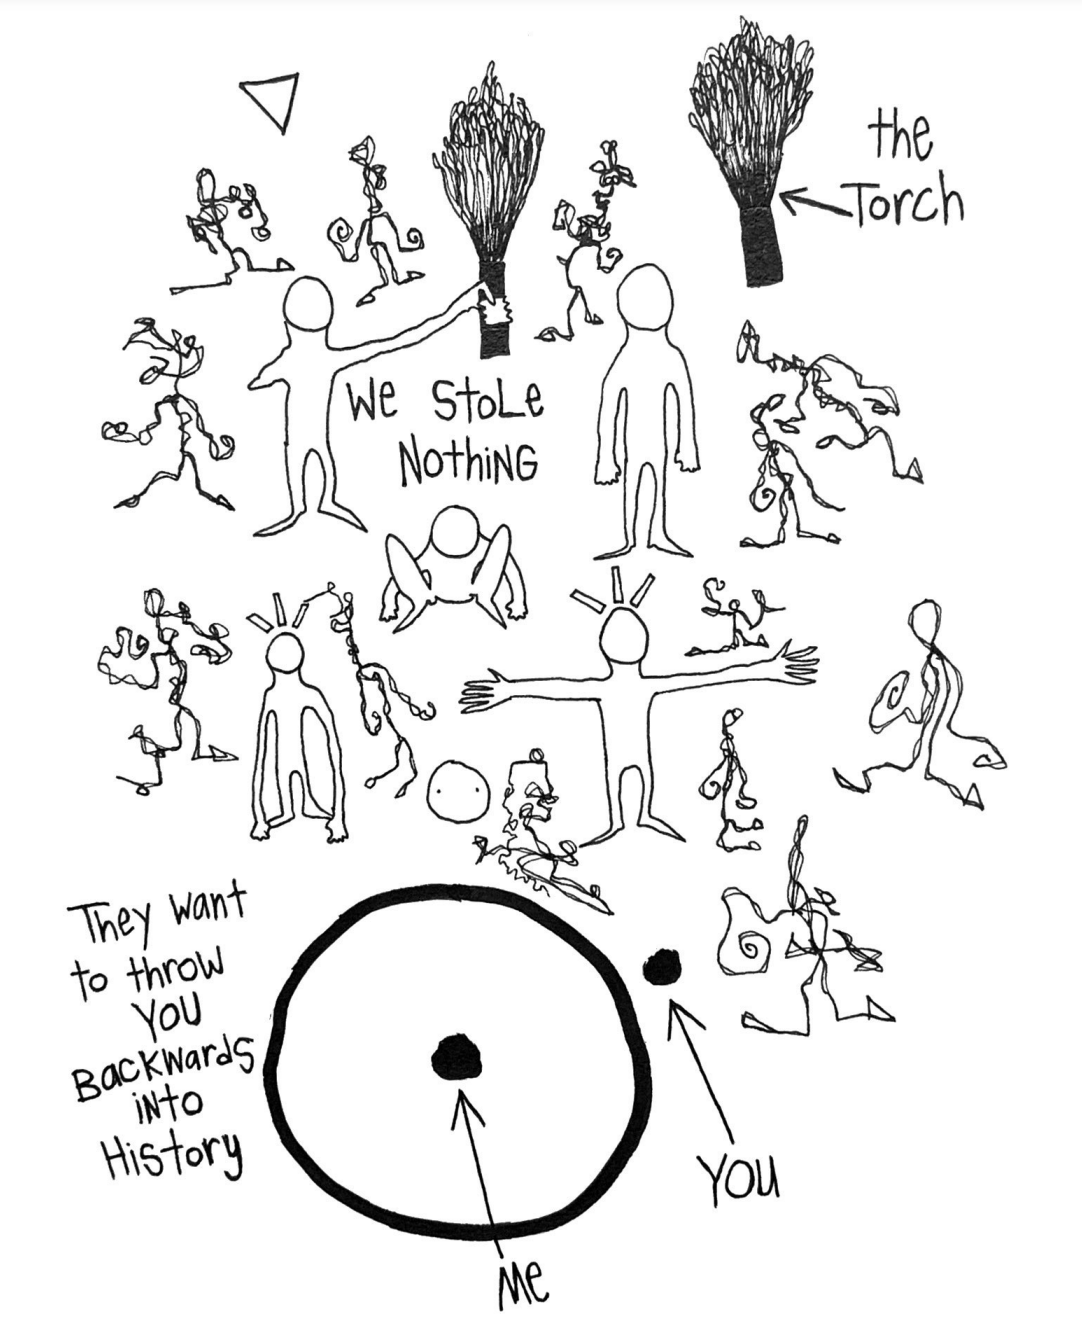 the
Torch
We StoLe
NothiNG
They want
to throw
YOU
BacKwardS
iNto
HiStory
YOU
Me